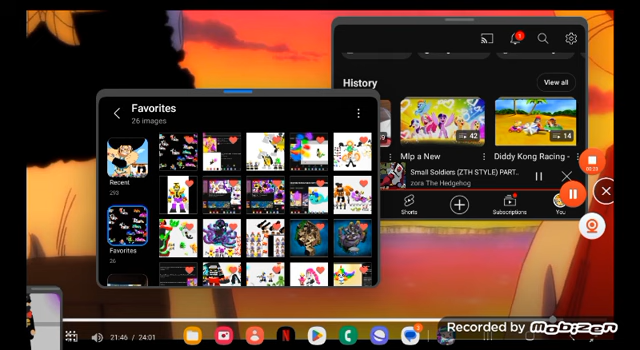 Favorites
26 images
Recent
Favorites
26
History
View all
42
14
Mlp a New
Diddy Kong Racing -
Small Soldiers (ZTH STYLE) PART..
zora The Hedgehog
Shorts
Subscriptions
You
21:46 / 24:01
Recorded by Mobizen